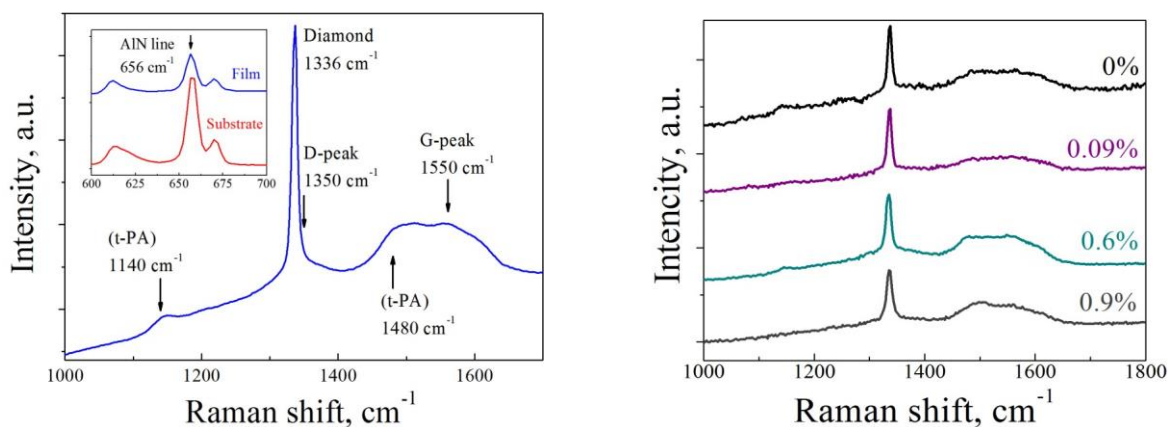 Intensity, a.u.
AlN line
656 cm-1
Film
Substrate
600 625 650 675 700
Diamond
1336 cm-1
D-peak
1350 cm-1
G-peak
1550 cm-1
(t-PA)
1140 cm-1
(t-PA)
1480 cm-1
1000 1200 1400 1600
Raman shift, cm-1
Intencity, a.u.
0%
0.09%
0.6%
0.9%
1000 1200 1400 1600 1800
Raman shift, cm-1